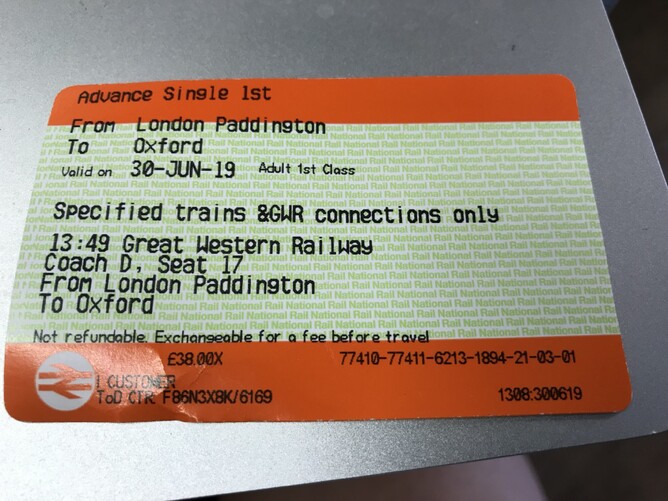 Advance Single 1st
From London Paddington
To Oxford
Valid on 30-JUN-19 Adult 1st Class
Specified trains &GWR connections only
13:49 Great Western Railway
Coach D, Seat 17
From London Paddington
To Oxford
Not refundable. Exchangeable for a fee before travel
£38.00X 77410-77411-6213-1894-21-03-01
1 CUSTOMER
ToD CTR F86N3X8K/6169 1308:300619